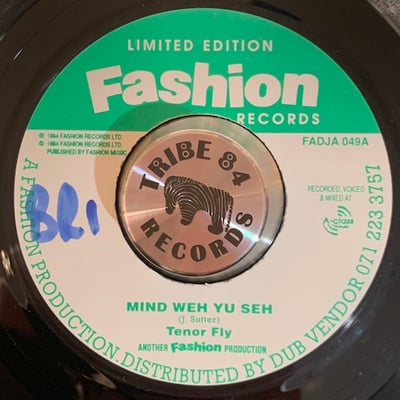 LIMITED EDITION
Fashion
RECORDS
℗ 1994 FASHION RECORDS LTD.
© 1994 FASHION RECORDS LTD.
PUBLISHED BY FASHION MUSIC
FADJA 049A
RECORDED, VOICED
& MIXED AT
A-class
BRI
TRIBE 84
RECORDS
MIND WEH YU SEH
(J. Sutter)
Tenor Fly
ANOTHER Fashion PRODUCTION
A FASHION PRODUCTION. DISTRIBUTED BY DUB VENDOR 071 223 3757